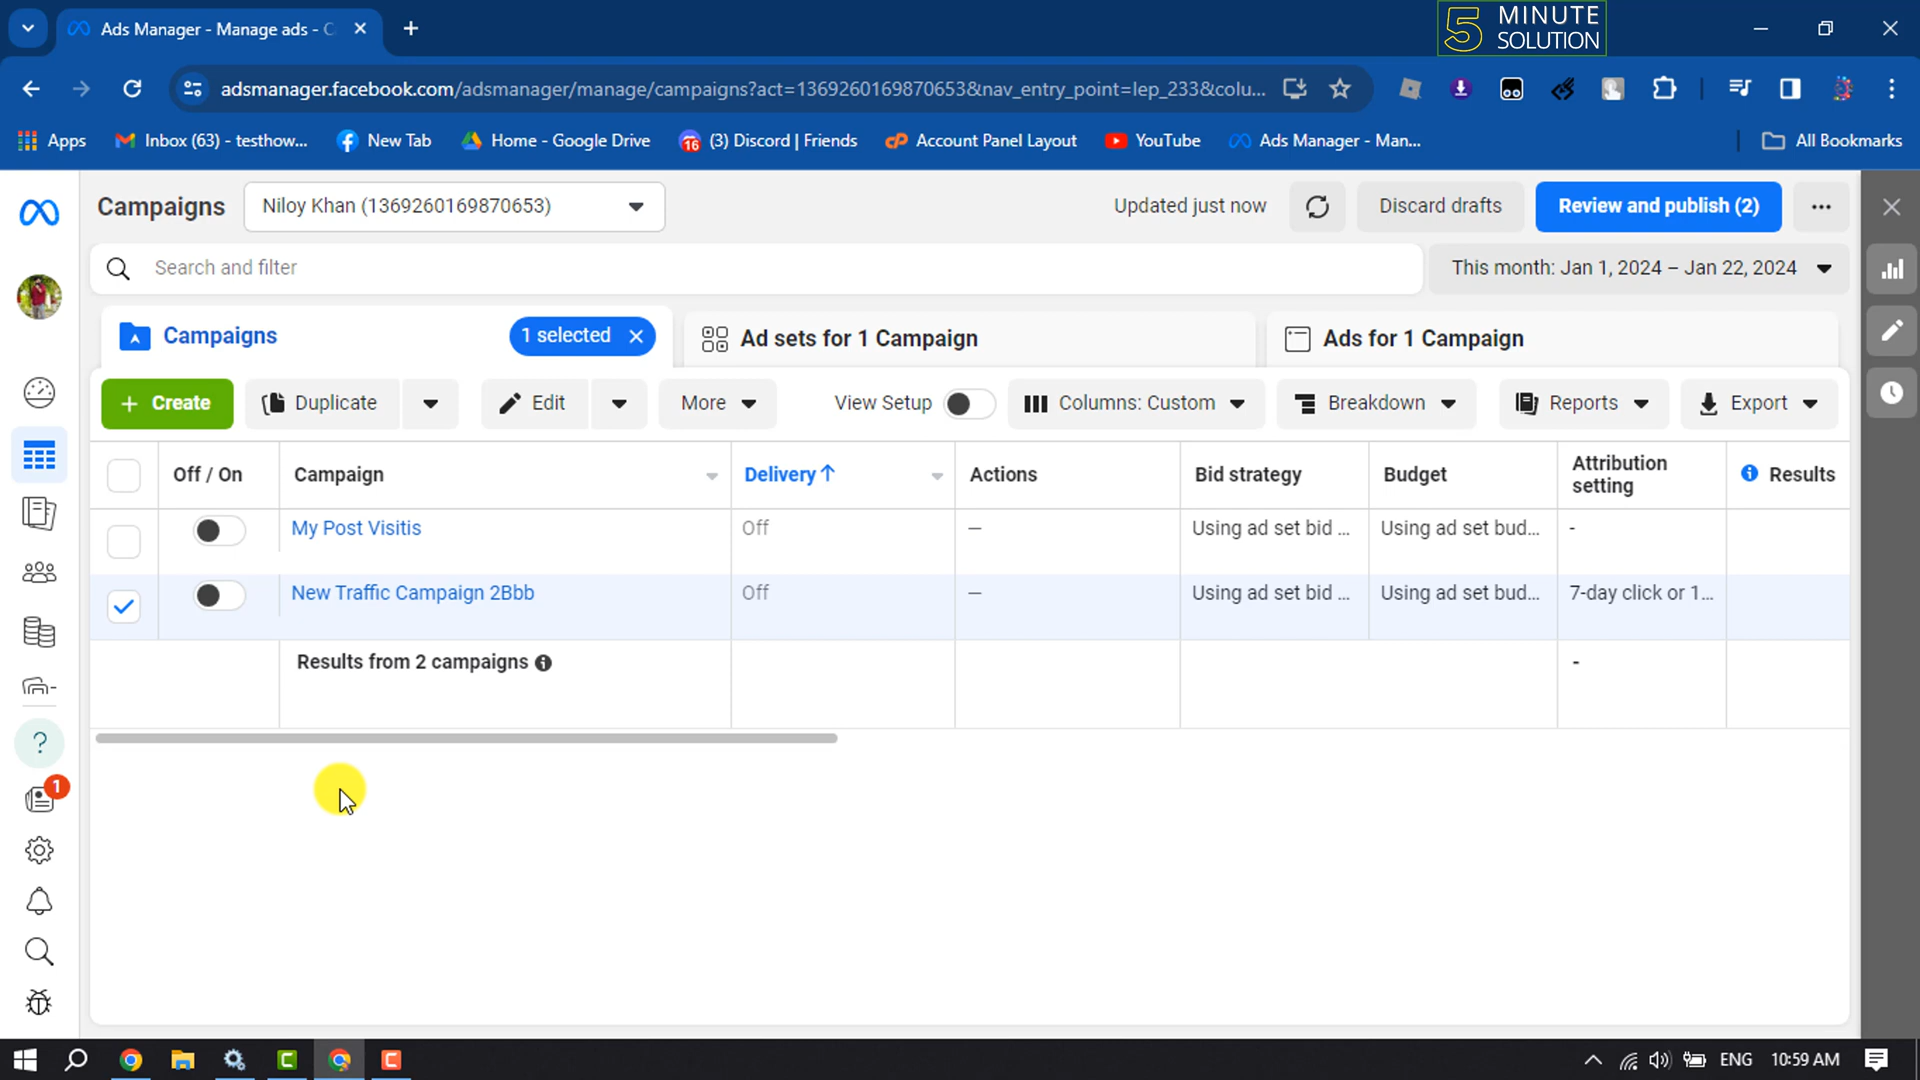 Ads Manager - Manage ads - C
5 MINUTE SOLUTION
adsmanager.facebook.com/adsmanager/manage/campaigns?act=1369260169870653&nav_entry_point=lep_233&colu...
Apps
Inbox (63) - testhow...
New Tab
Home - Google Drive
16
(3) Discord | Friends
Account Panel Layout
YouTube
Ads Manager - Man...
All Bookmarks
Campaigns
Niloy Khan (1369260169870653)
Updated just now
Discard drafts
Review and publish (2)
Search and filter
This month: Jan 1, 2024 – Jan 22, 2024
Campaigns
1 selected
Ad sets for 1 Campaign
Ads for 1 Campaign
+ Create
Duplicate
Edit
More
View Setup
Columns: Custom
Breakdown
Reports
Export
Off / On
Campaign
Delivery ↑
Actions
Bid strategy
Budget
Attribution setting
Results
My Post Visitis
Off
—
Using ad set bid ...
Using ad set bud...
-
New Traffic Campaign 2Bbb
Off
—
Using ad set bid ...
Using ad set bud...
7-day click or 1...
Results from 2 campaigns
-
?
1
ENG
10:59 AM